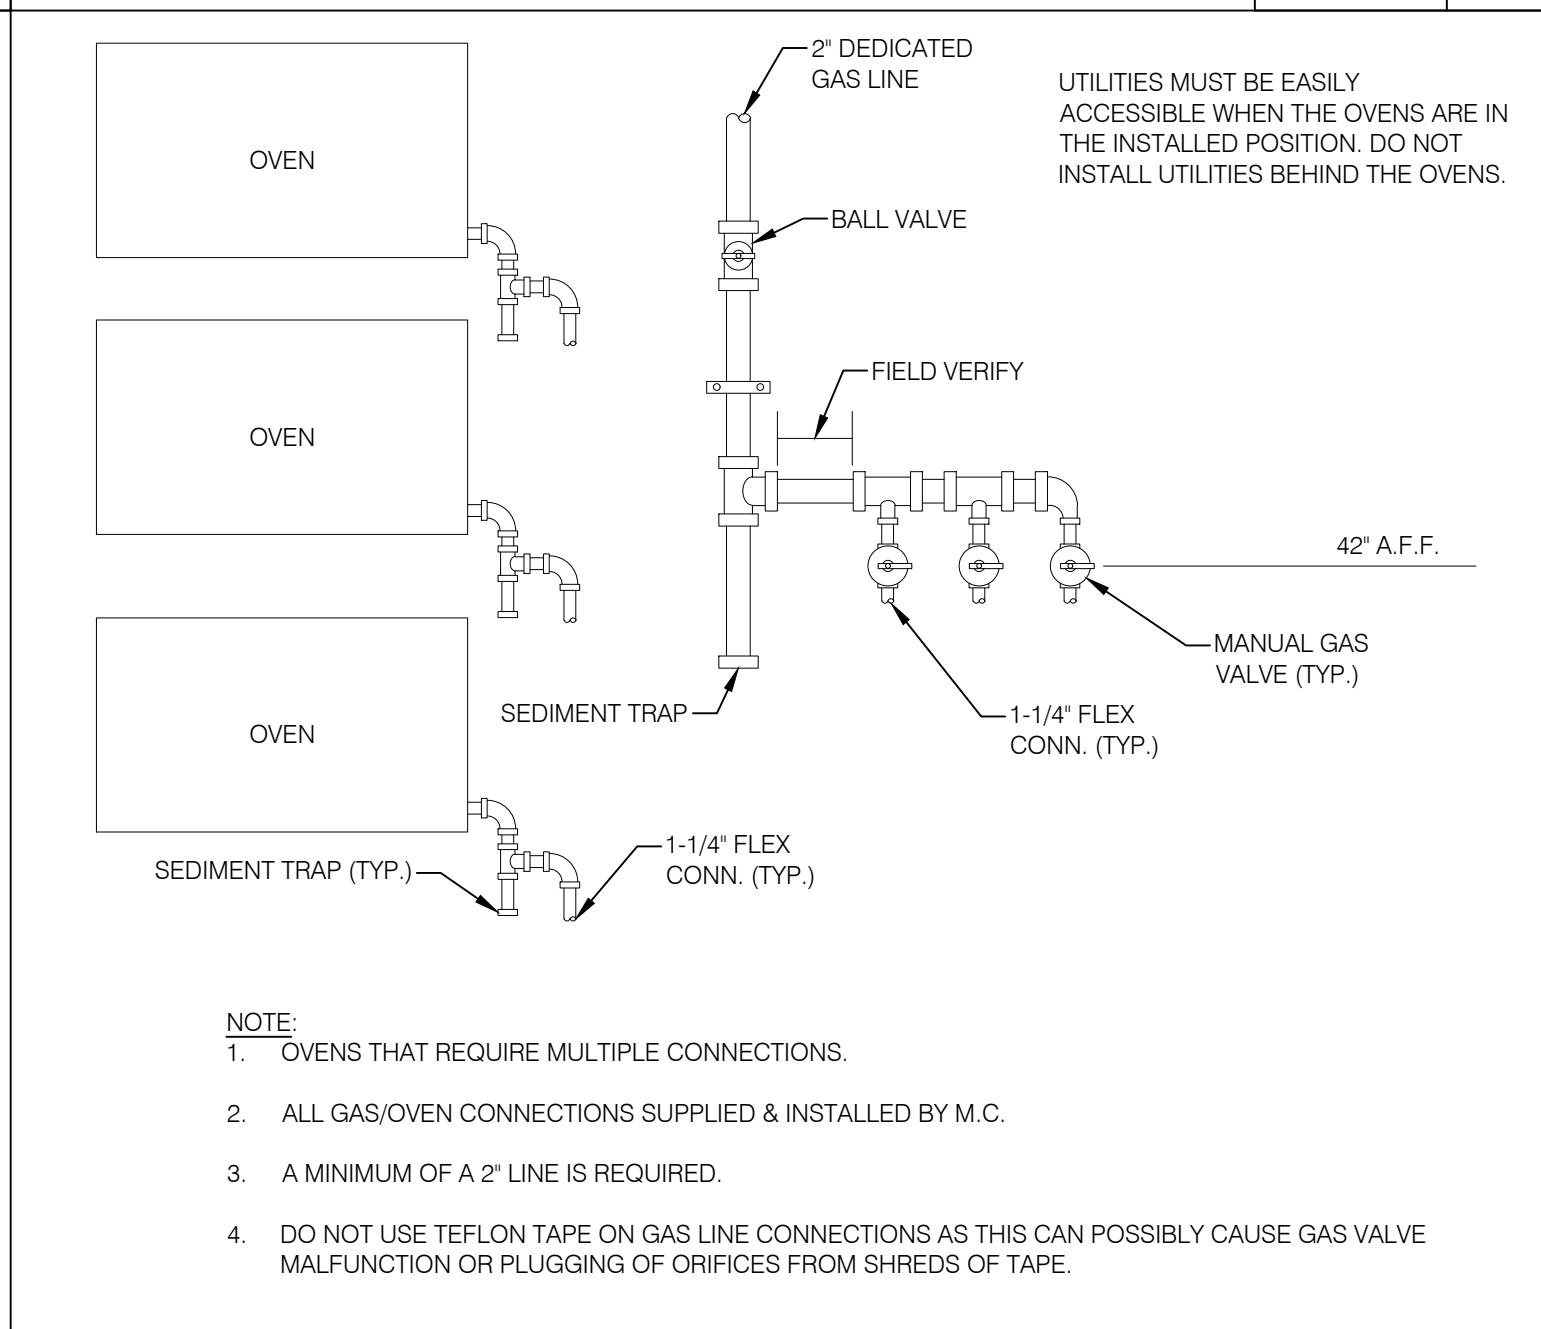 2" DEDICATED
GAS LINE
UTILITIES MUST BE EASILY
ACCESSIBLE WHEN THE OVENS ARE IN
THE INSTALLED POSITION. DO NOT
INSTALL UTILITIES BEHIND THE OVENS.
OVEN
BALL VALVE
FIELD VERIFY
OVEN
42" A.F.F.
MANUAL GAS
VALVE (TYP.)
SEDIMENT TRAP
1-1/4" FLEX
CONN. (TYP.)
OVEN
1-1/4" FLEX
CONN. (TYP.)
SEDIMENT TRAP (TYP.)
NOTE:
1. OVENS THAT REQUIRE MULTIPLE CONNECTIONS.
2. ALL GAS/OVEN CONNECTIONS SUPPLIED & INSTALLED BY M.C.
3. A MINIMUM OF A 2" LINE IS REQUIRED.
4. DO NOT USE TEFLON TAPE ON GAS LINE CONNECTIONS AS THIS CAN POSSIBLY CAUSE GAS VALVE
MALFUNCTION OR PLUGGING OF ORIFICES FROM SHREDS OF TAPE.